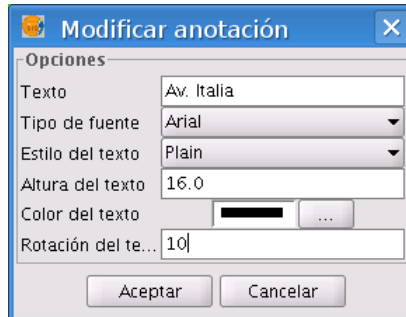 Modificar anotación
Opciones
Texto Av. Italia
Tipo de fuente Arial
Estilo del texto Plain
Altura del texto 16.0
Color del texto ...
Rotación del te... 10
Aceptar Cancelar